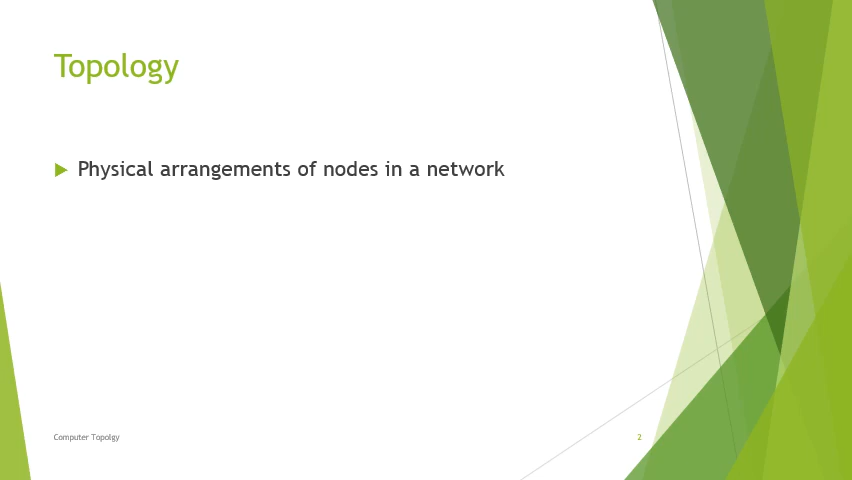 Topology
Physical arrangements of nodes in a network
Computer Topolgy
2